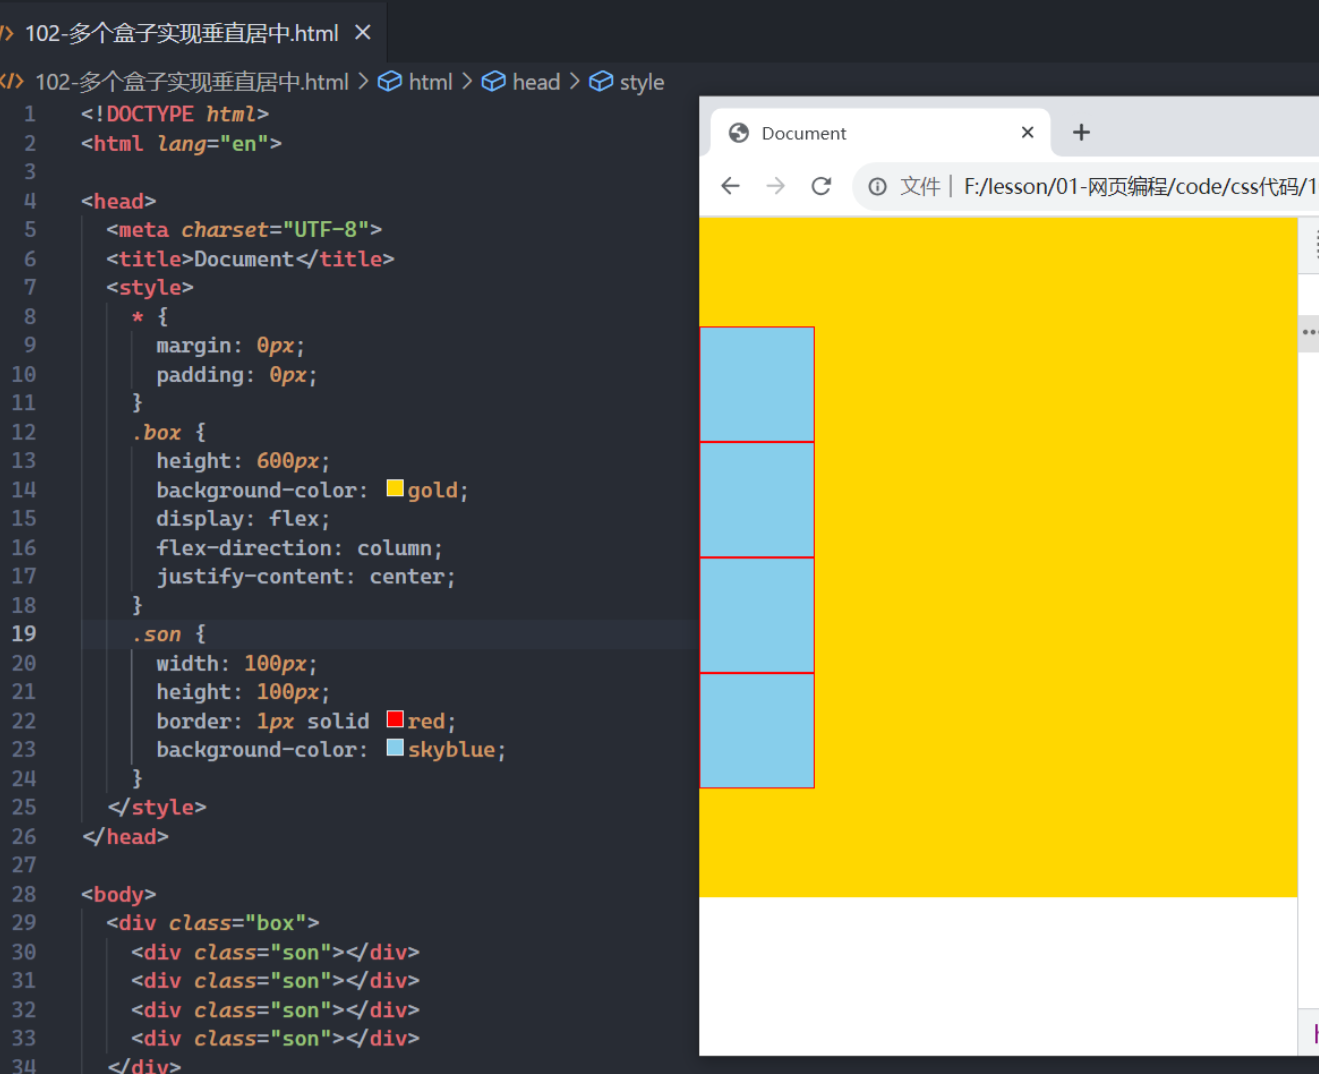 102-多个盒子实现垂直居中.html
102-多个盒子实现垂直居中.html > html > head > style
1 <!DOCTYPE html>
2 <html lang="en">
3
4 <head>
5 <meta charset="UTF-8">
6 <title>Document</title>
7 <style>
8 * {
9 margin: 0px;
10 padding: 0px;
11 }
12 .box {
13 height: 600px;
14 background-color: gold;
15 display: flex;
16 flex-direction: column;
17 justify-content: center;
18 }
19 .son {
20 width: 100px;
21 height: 100px;
22 border: 1px solid red;
23 background-color: skyblue;
24 }
25 </style>
26 </head>
27
28 <body>
29 <div class="box">
30 <div class="son"></div>
31 <div class="son"></div>
32 <div class="son"></div>
33 <div class="son"></div>
34 </div>
Document
文件 | F:/lesson/01-网页编程/code/css代码/1